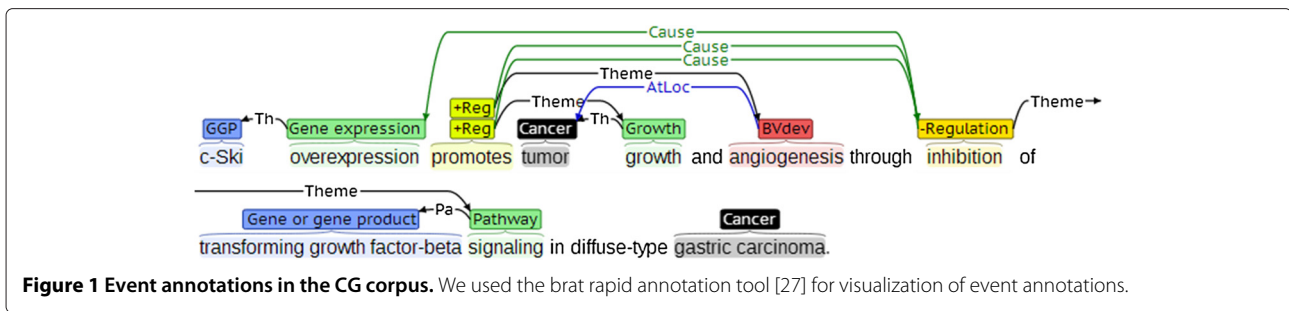 Cause
Cause
Cause
Theme
AtLoc
+Reg Theme Theme
GGP Th Gene expression +Reg Cancer Th Growth BVdev -Regulation
c-Ski overexpression promotes tumor growth and angiogenesis through inhibition of
Theme
Gene or gene product Pa Pathway Cancer
transforming growth factor-beta signaling in diffuse-type gastric carcinoma.
Figure 1 Event annotations in the CG corpus. We used the brat rapid annotation tool [27] for visualization of event annotations.